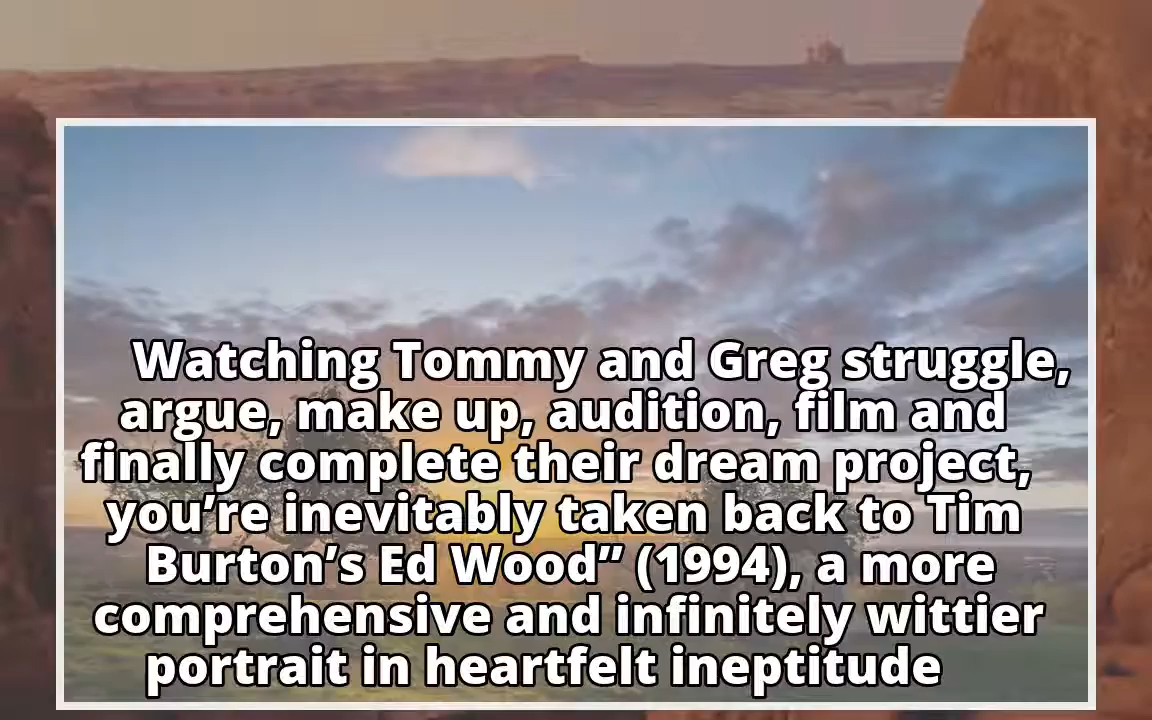 Watching Tommy and Greg struggle,
argue, make up, audition, film and
finally complete their dream project,
you’re inevitably taken back to Tim
Burton’s Ed Wood” (1994), a more
comprehensive and infinitely wittier
portrait in heartfelt ineptitude